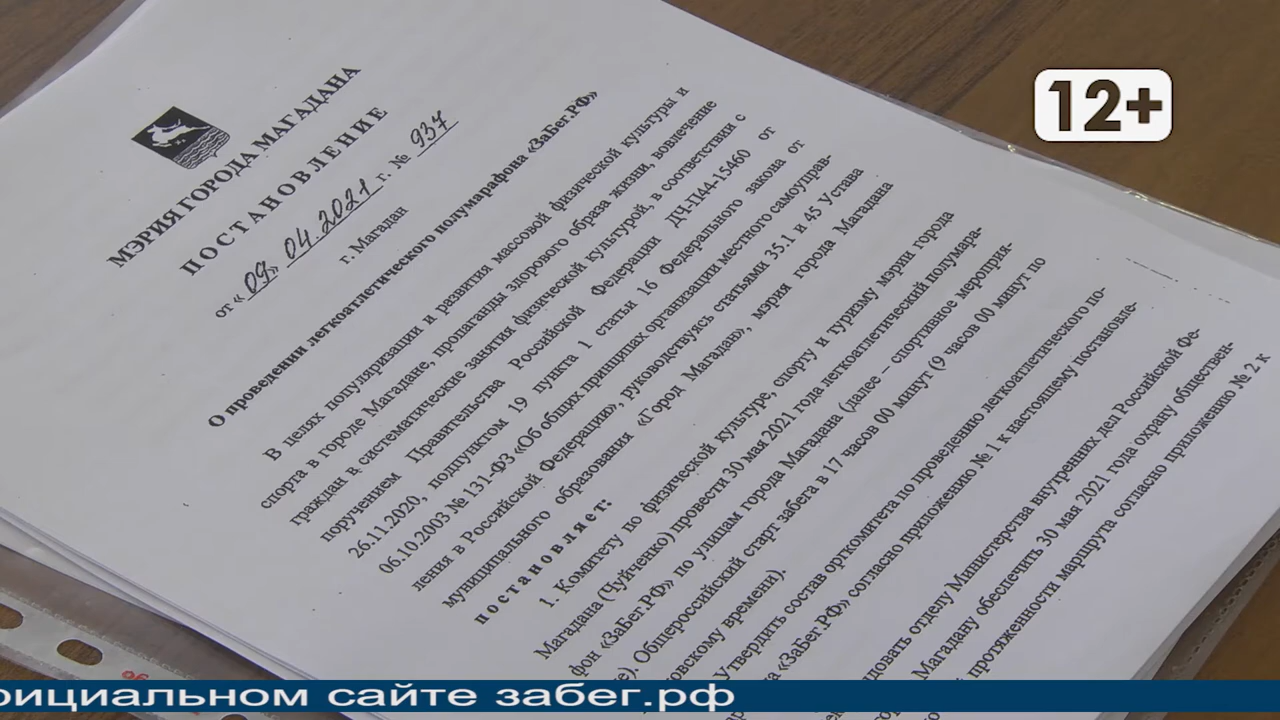 12+
МЭРИЯ ГОРОДА МАГАДАНА
ПОСТАНОВЛЕНИЕ
от «09» 04.2021 г. № 937
г. Магадан
О проведении легкоатлетического полумарафона «ЗаБег.РФ»
В целях популяризации и развития массовой физической культуры и
спорта в городе Магадане, пропаганды здорового образа жизни, вовлечение
граждан в систематические занятия физической культурой, в соответствии с
поручением Правительства Российской Федерации ДЧ-П44-15460 от
26.11.2020, подпунктом 19 пункта 1 статьи 16 Федерального закона от
06.10.2003 № 131-ФЗ «Об общих принципах организации местного самоуправ-
ления в Российской Федерации», руководствуясь статьями 35.1 и 45 Устава
муниципального образования «Город Магадан», мэрия города Магадана
постановляет:
1. Комитету по физической культуре, спорту и туризму мэрии города
Магадана (Чуйченко) провести 30 мая 2021 года легкоатлетический полумара-
фон «ЗаБег.РФ» по улицам города Магадана (далее – спортивное мероприя-
е). Общероссийский старт забега в 17 часов 00 минут (9 часов 00 минут по
овскому времени).
Утвердить состав оргкомитета по проведению легкоатлетического по-
а «ЗаБег.РФ» согласно приложению № 1 к настоящему постановле-
ндовать отделу Министерства внутренних дел Российской Фе-
Магадану обеспечить 30 мая 2021 года охрану обществен-
протяженности маршрута согласно приложению № 2 к
фициальном сайте забег.рф